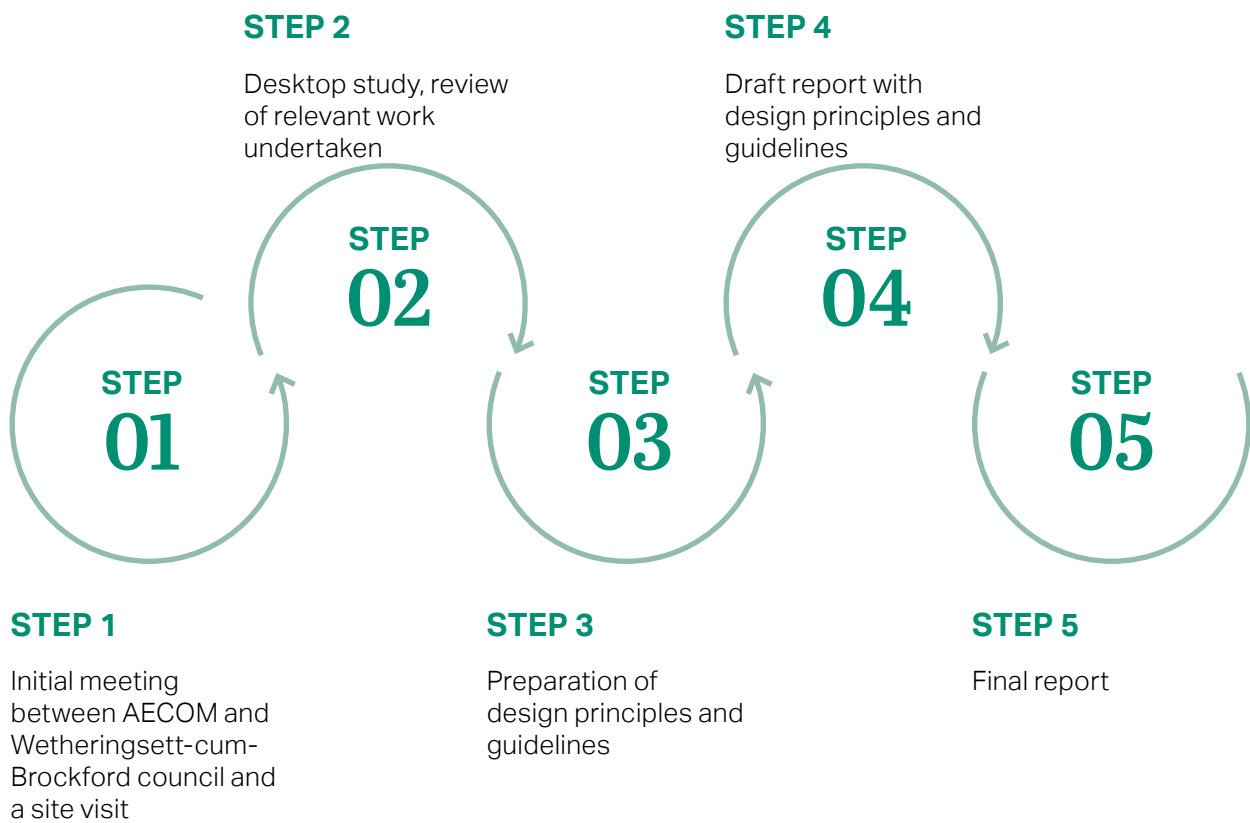 STEP 2
Desktop study, review
of relevant work
undertaken
STEP 4
Draft report with
design principles and
guidelines
STEP
01
STEP
02
STEP
03
STEP
04
STEP
05
STEP 1
Initial meeting
between AECOM and
Wetheringsett-cum-
Brockford council and
a site visit
STEP 3
Preparation of
design principles and
guidelines
STEP 5
Final report